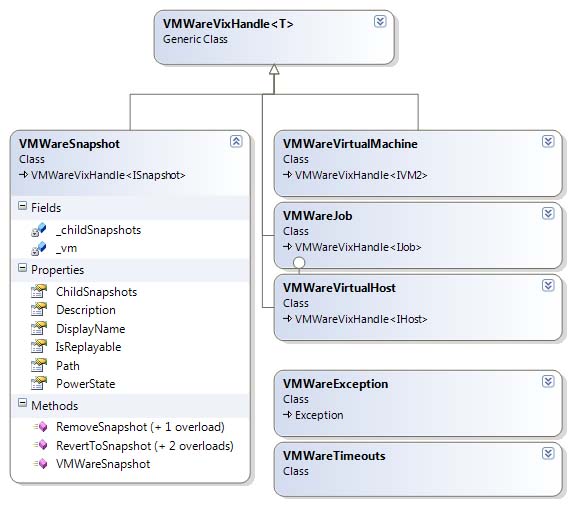 VMWareVixHandle<T>
Generic Class
VMWareSnapshot
Class
VMWareVixHandle<ISnapshot>
Fields
_childSnapshots
_vm
Properties
ChildSnapshots
Description
DisplayName
IsReplayable
Path
PowerState
Methods
RemoveSnapshot (+ 1 overload)
RevertToSnapshot (+ 2 overloads)
VMWareSnapshot
VMWareVirtualMachine
Class
VMWareVixHandle<IVM2>
VMWareJob
Class
VMWareVixHandle<IJob>
VMWareVirtualHost
Class
VMWareVixHandle<IHost>
VMWareException
Class
Exception
VMWareTimeouts
Class